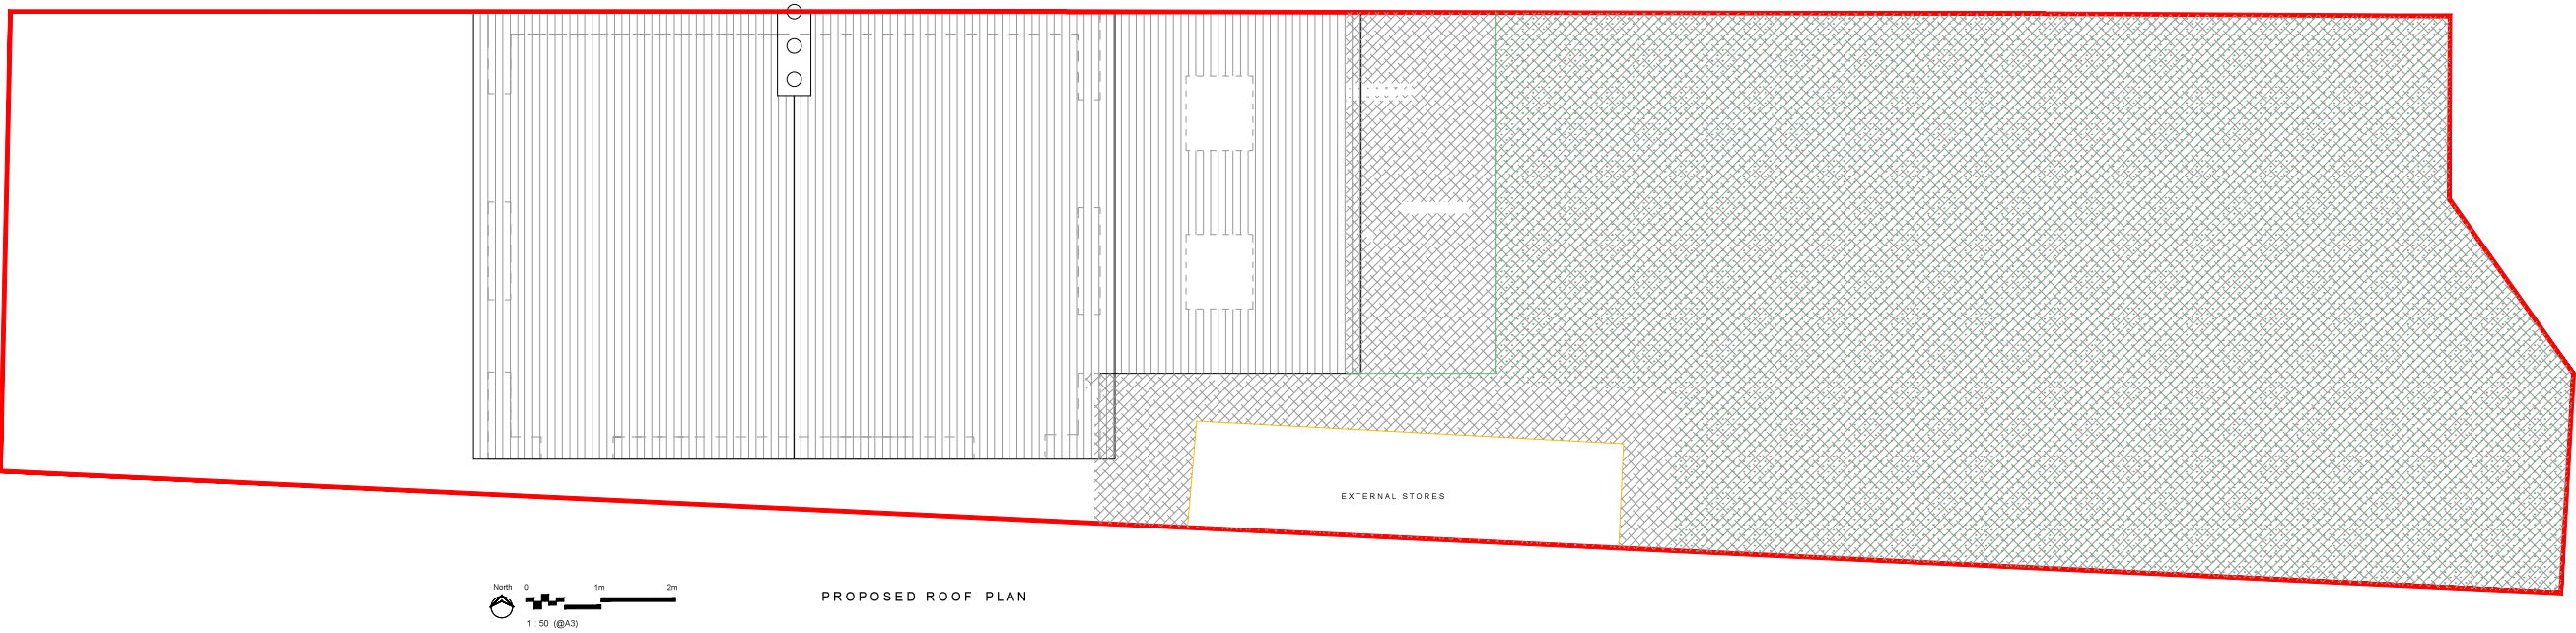 EXTERNAL STORES
North 0 1m 2m
1 : 50 (@A3)
PROPOSED ROOF PLAN